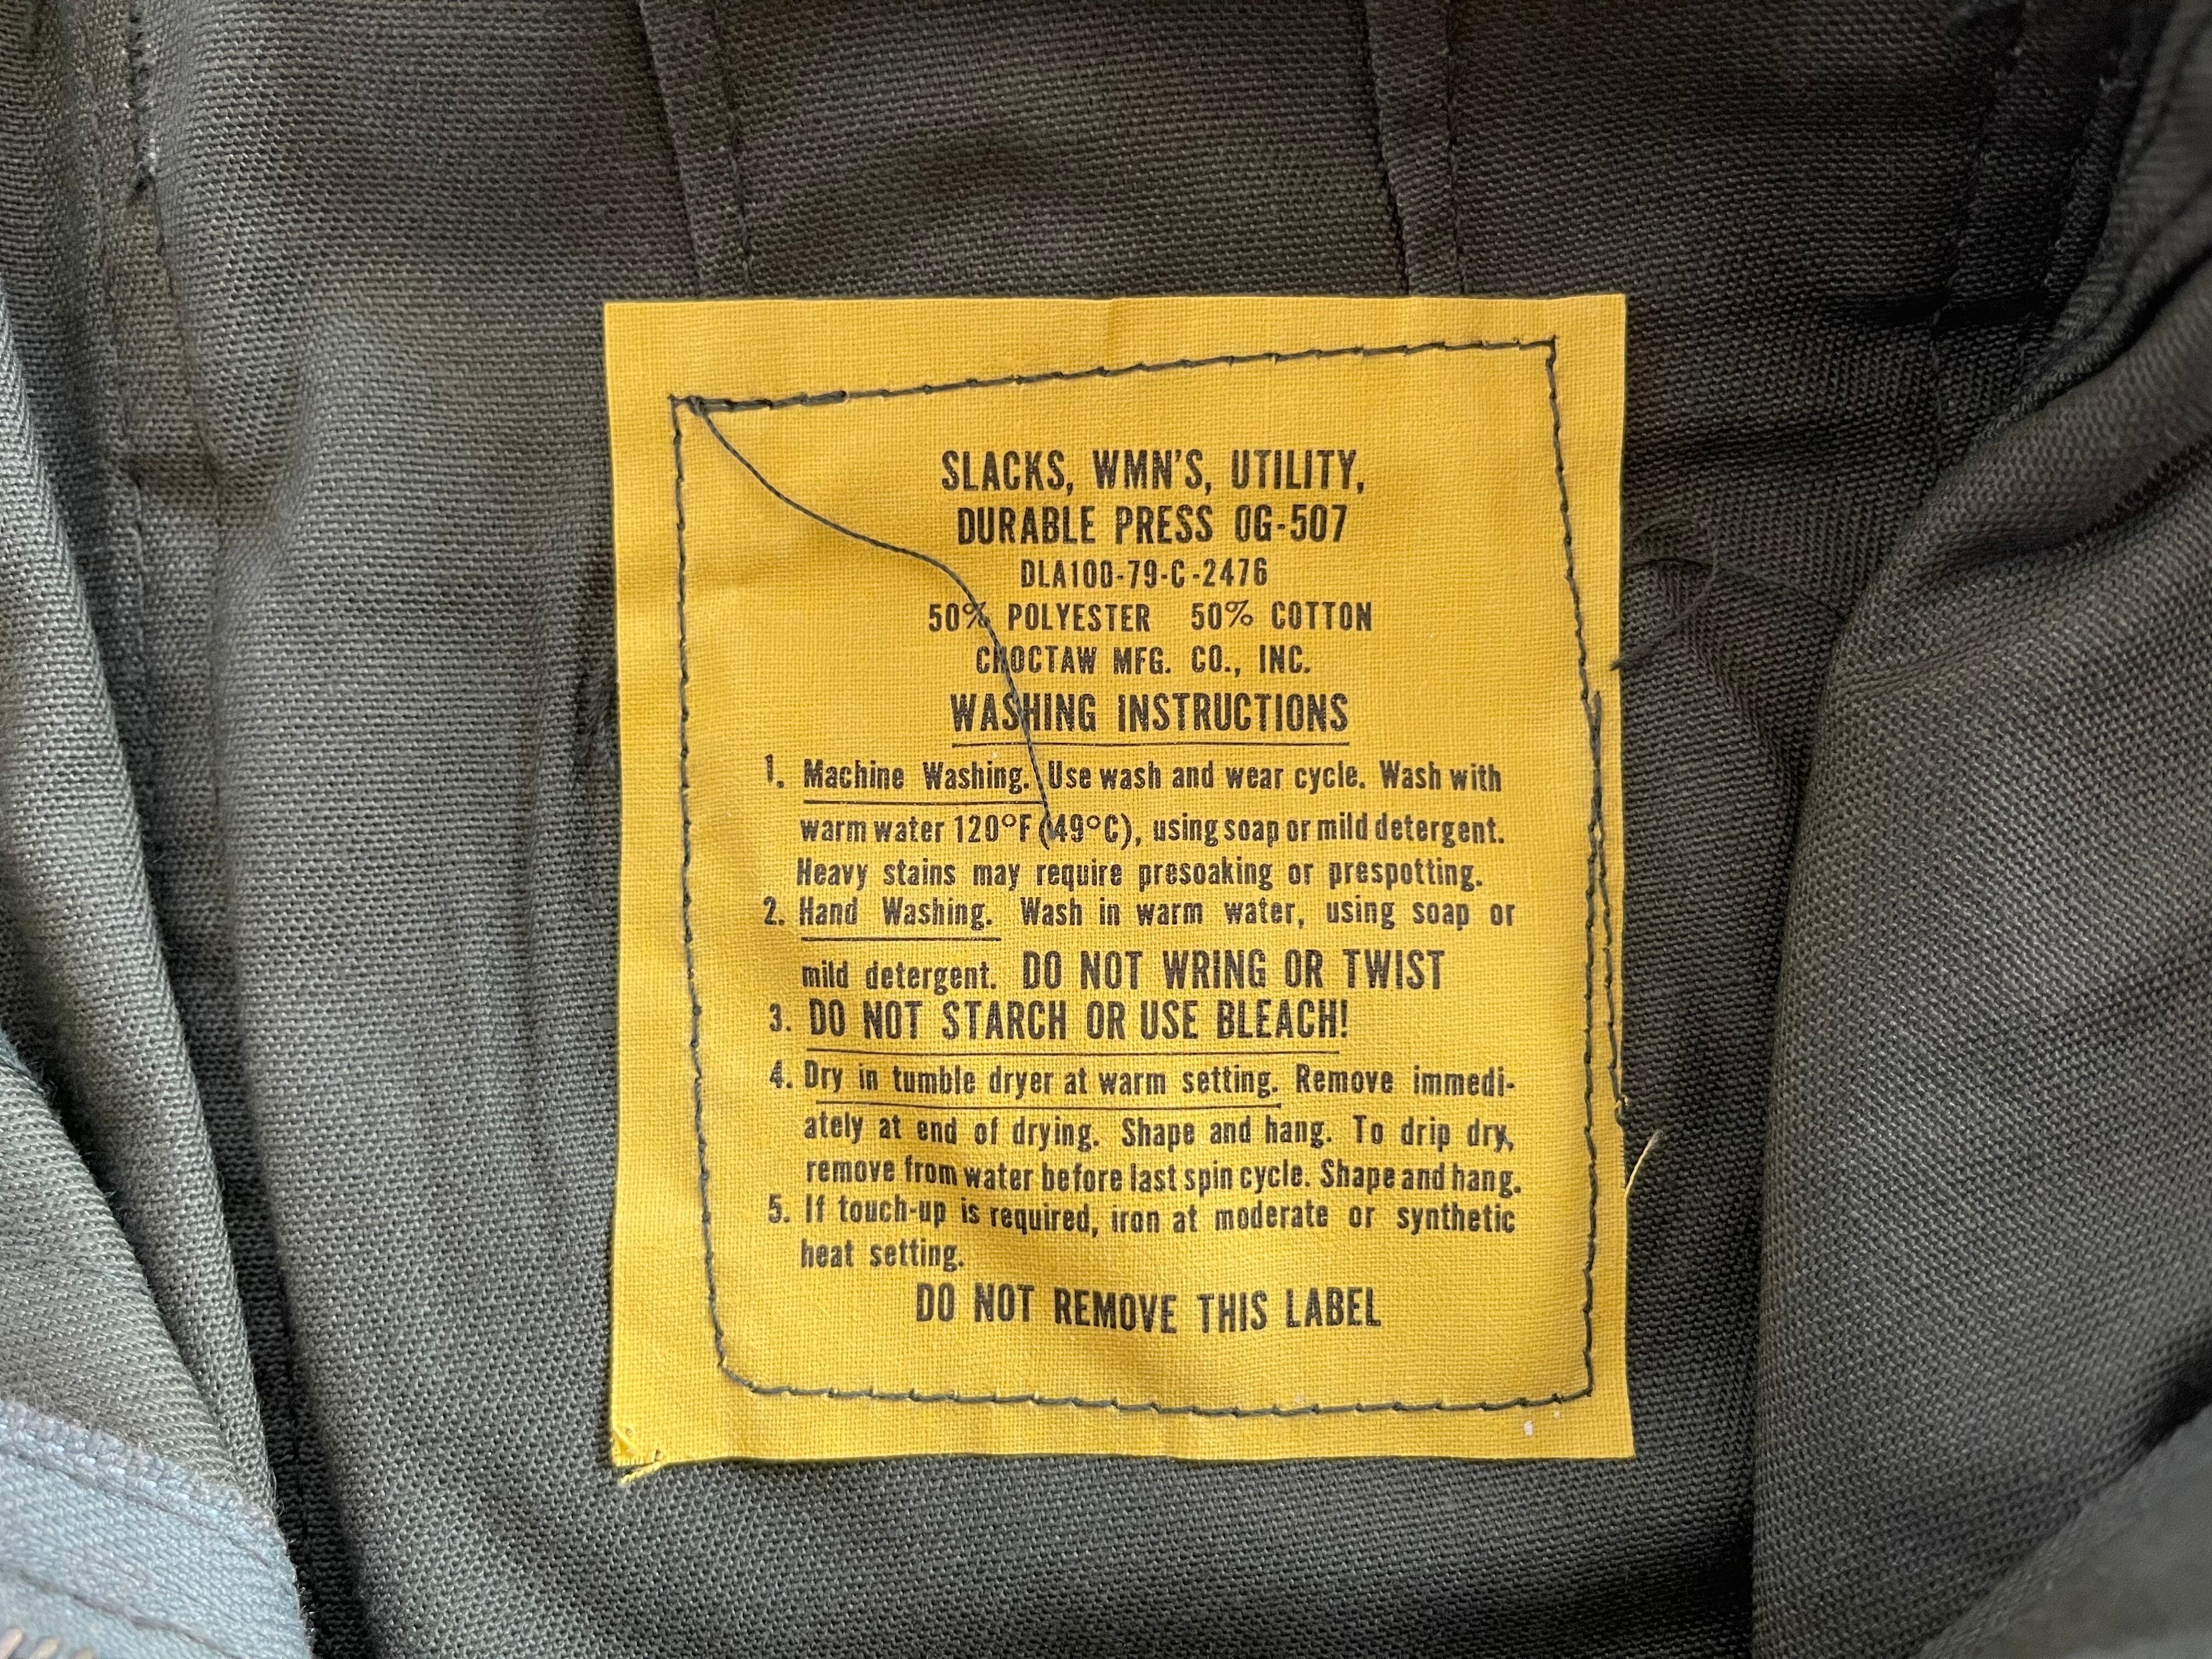 SLACKS, WMN'S, UTILITY,
DURABLE PRESS OG-507
DLA100-79-C-2476
50% POLYESTER 50% COTTON
CHOCTAW MFG. CO., INC.
WASHING INSTRUCTIONS
1. Machine Washing. Use wash and wear cycle. Wash with
warm water 120°F (49°C), using soap or mild detergent.
Heavy stains may require presoaking or prespotting.
2. Hand Washing. Wash in warm water, using soap or
mild detergent. DO NOT WRING OR TWIST
3. DO NOT STARCH OR USE BLEACH!
4. Dry in tumble dryer at warm setting. Remove immedi-
ately at end of drying. Shape and hang. To drip dry,
remove from water before last spin cycle. Shape and hang.
5. If touch-up is required, iron at moderate or synthetic
heat setting.
DO NOT REMOVE THIS LABEL